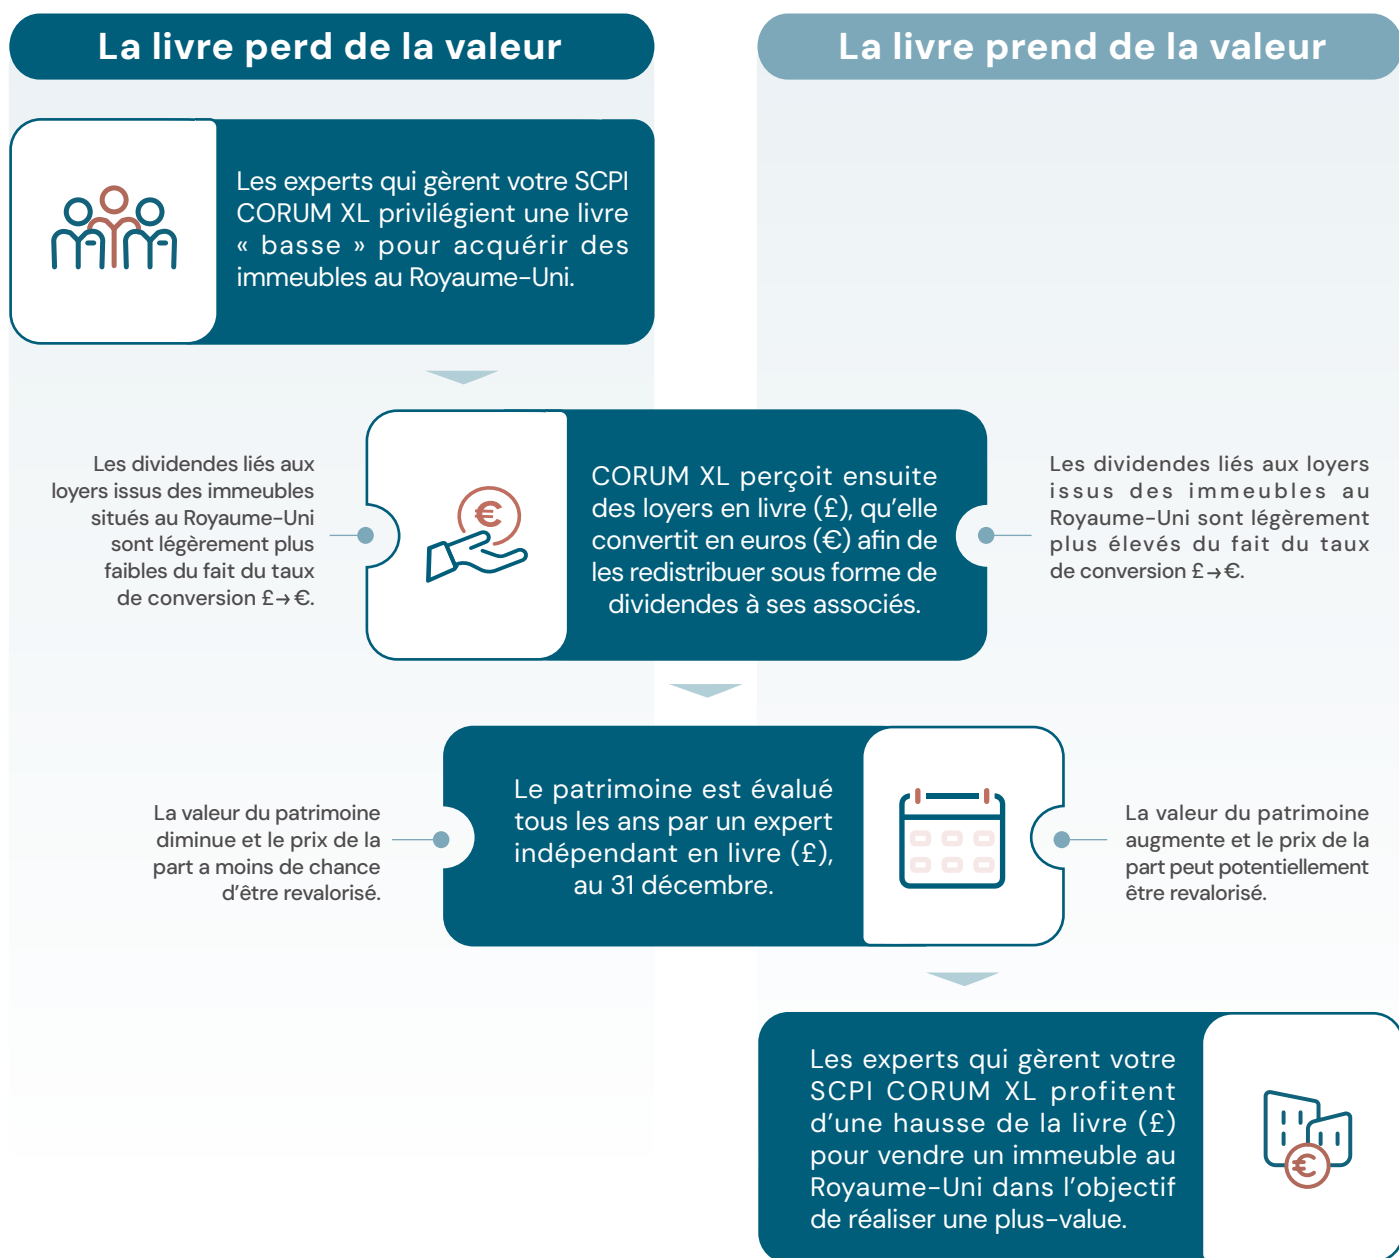 La livre perd de la valeur
La livre prend de la valeur
Les experts qui gèrent votre SCPI
CORUM XL privilégient une livre
« basse » pour acquérir des
immeubles au Royaume-Uni.
Les dividendes liés aux
loyers issus des immeubles
situés au Royaume-Uni
sont légèrement plus
faibles du fait du taux
de conversion £→€.
€
CORUM XL perçoit ensuite
des loyers en livre (£), qu'elle
convertit en euros (€) afin de
les redistribuer sous forme de
dividendes à ses associés.
Les dividendes liés aux loyers
issus des immeubles au
Royaume-Uni sont légèrement
plus élevés du fait du taux
de conversion £→€.
La valeur du patrimoine
diminue et le prix de la
part a moins de chance
d'être revalorisé.
Le patrimoine est évalué
tous les ans par un expert
indépendant en livre (£),
au 31 décembre.
La valeur du patrimoine
augmente et le prix de la
part peut potentiellement
être revalorisé.
Les experts qui gèrent votre
SCPI CORUM XL profitent
d'une hausse de la livre (£)
pour vendre un immeuble au
Royaume-Uni dans l'objectif
de réaliser une plus-value.
€